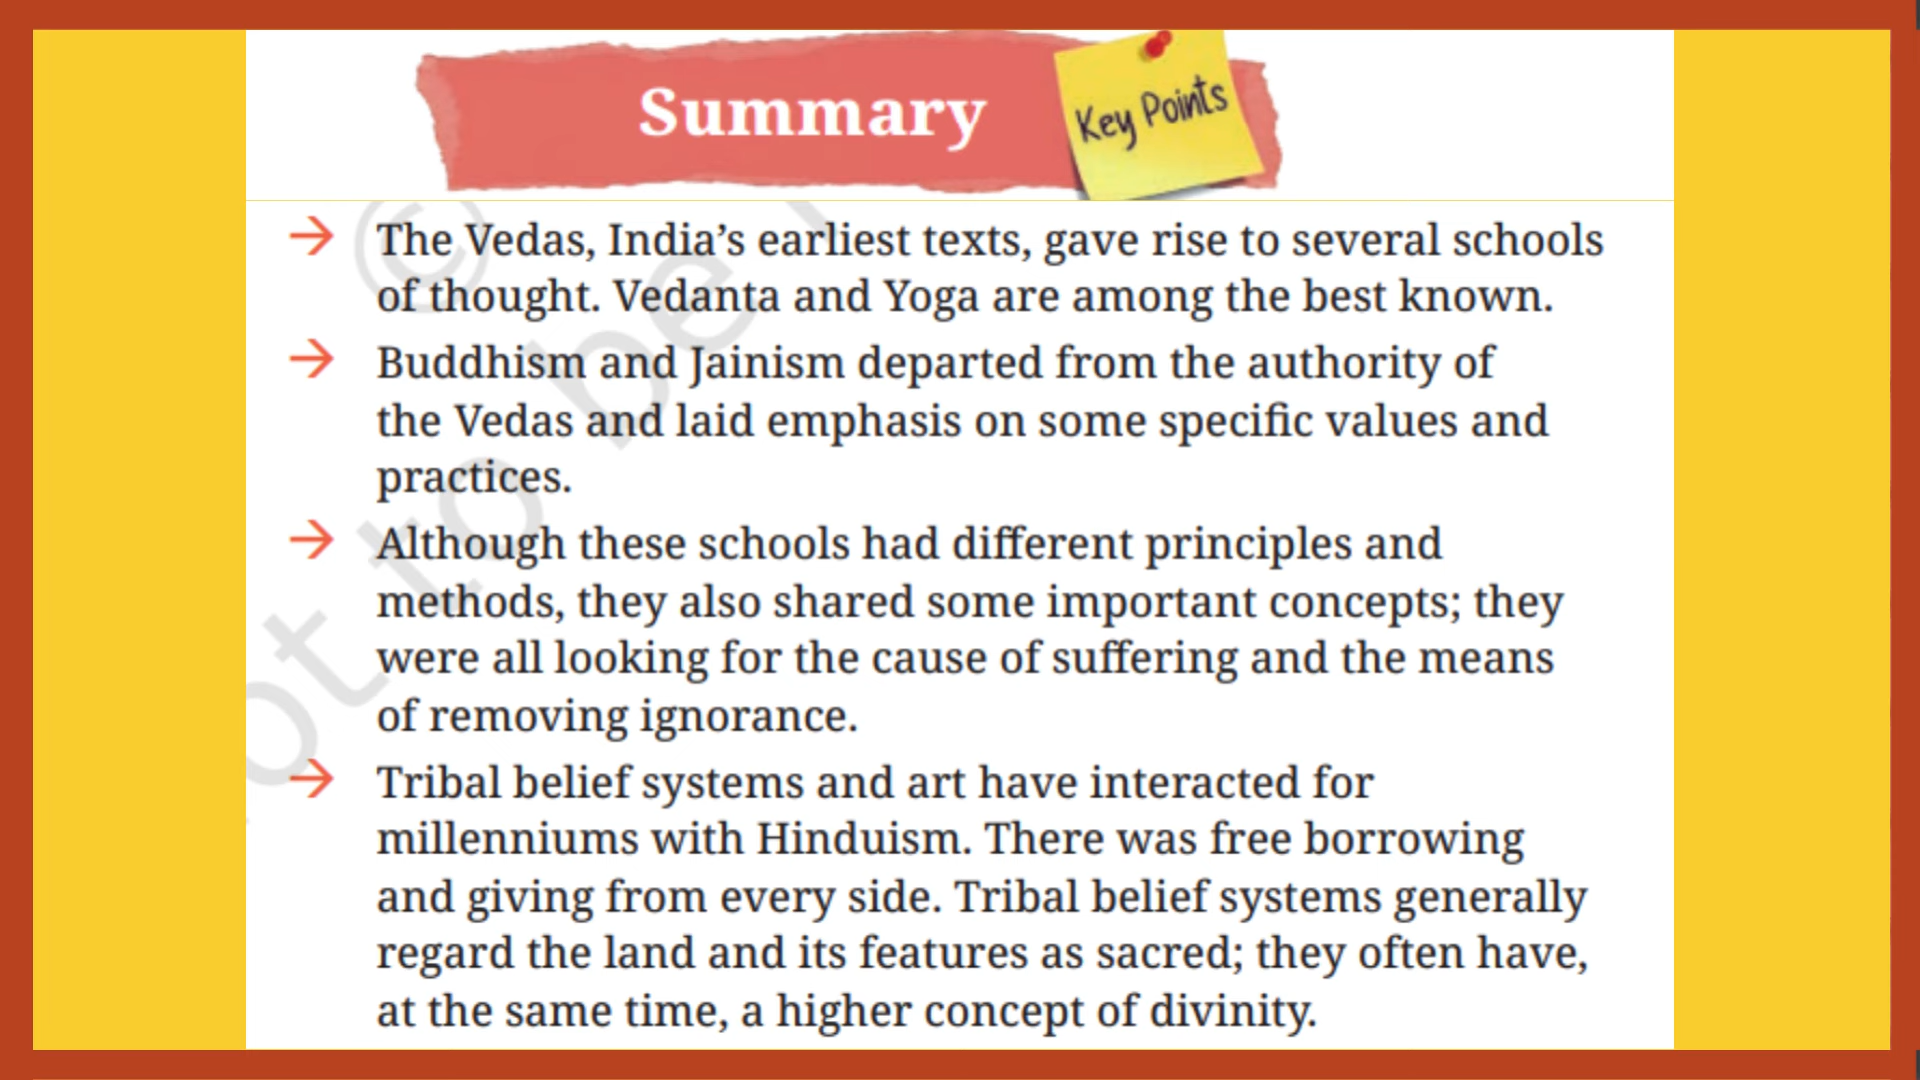 Summary
Key Points
→ The Vedas, India’s earliest texts, gave rise to several schools
of thought. Vedanta and Yoga are among the best known.
→ Buddhism and Jainism departed from the authority of
the Vedas and laid emphasis on some specific values and
practices.
→ Although these schools had different principles and
methods, they also shared some important concepts; they
were all looking for the cause of suffering and the means
of removing ignorance.
→ Tribal belief systems and art have interacted for
millenniums with Hinduism. There was free borrowing
and giving from every side. Tribal belief systems generally
regard the land and its features as sacred; they often have,
at the same time, a higher concept of divinity.
©
ot to be